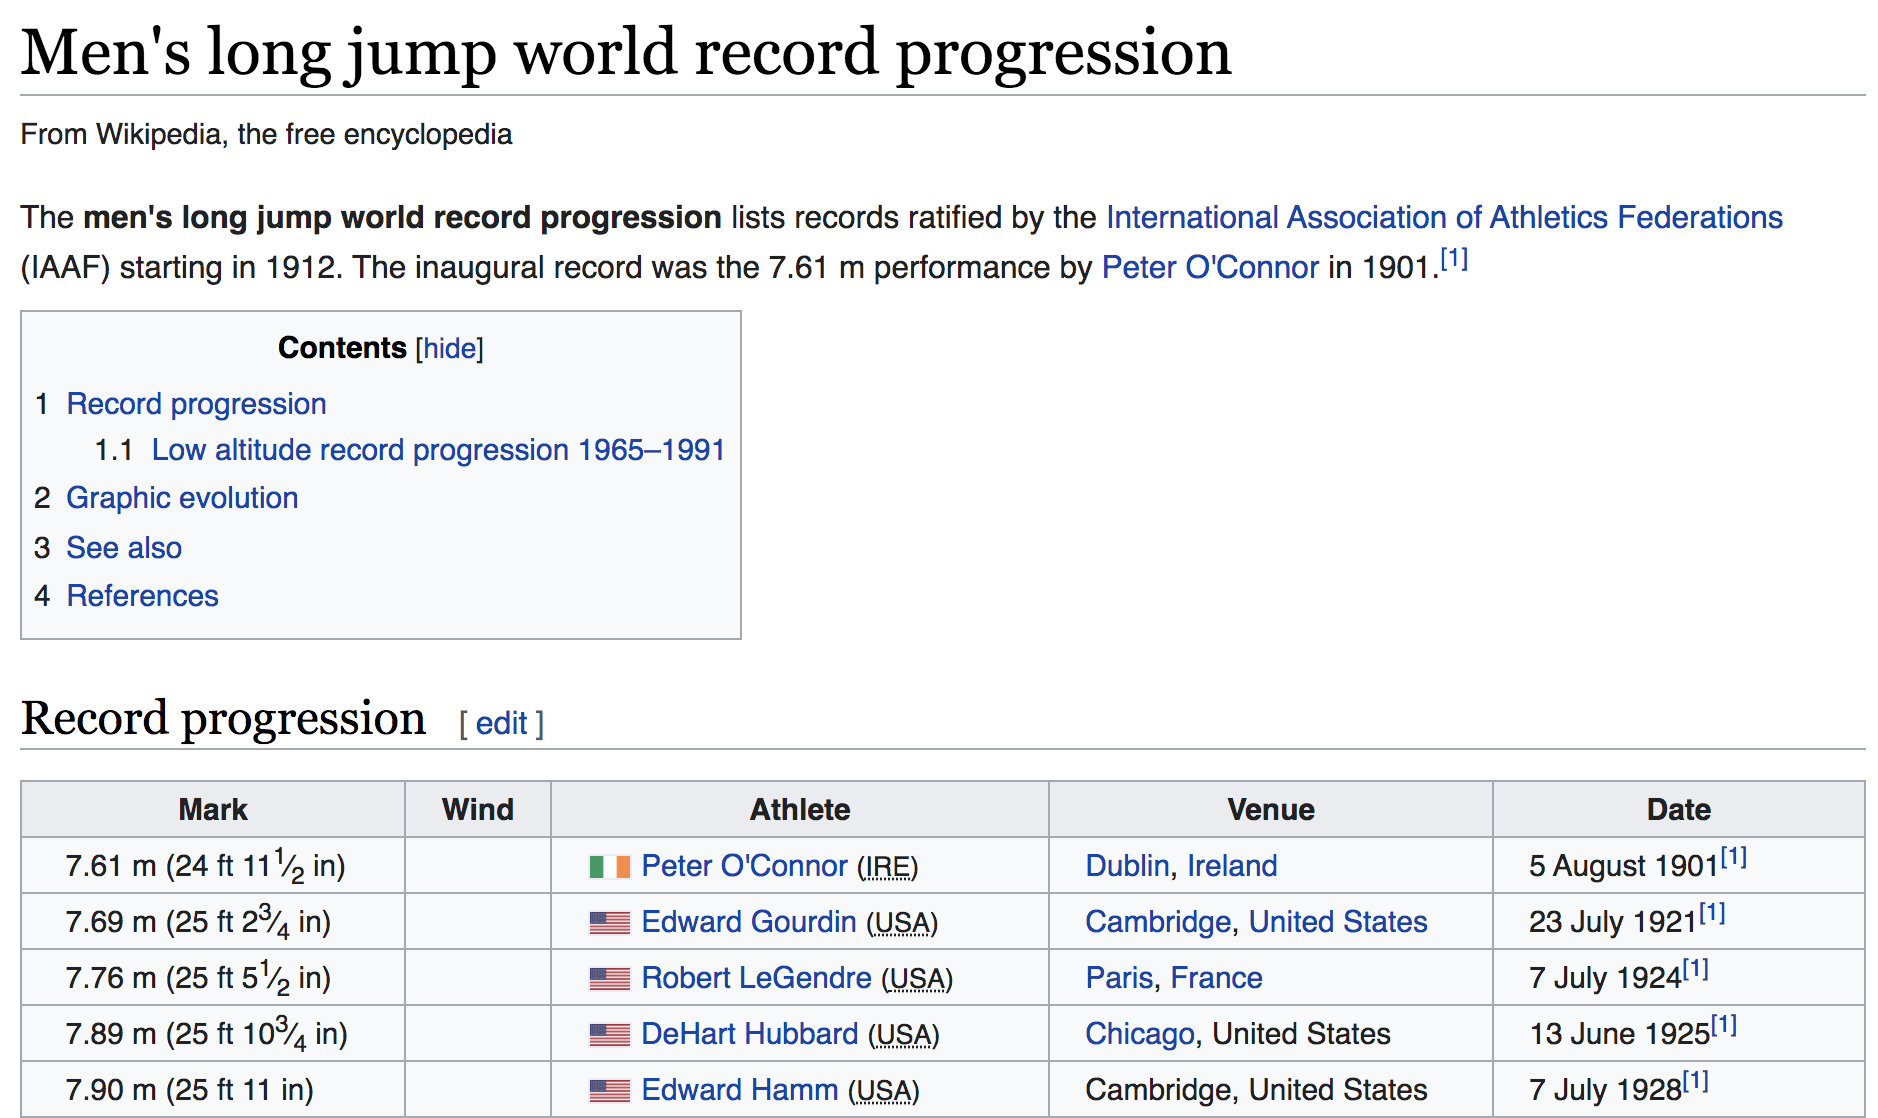 Men's long jump world record progression
From Wikipedia, the free encyclopedia
The men's long jump world record progression lists records ratified by the International Association of Athletics Federations
(IAAF) starting in 1912. The inaugural record was the 7.61 m performance by Peter O'Connor in 1901.[1]
Contents [hide]
1 Record progression
1.1 Low altitude record progression 1965–1991
2 Graphic evolution
3 See also
4 References
Record progression [ edit ]
Mark Wind Athlete Venue Date
7.61 m (24 ft 11 1⁄2 in) Peter O'Connor (IRE) Dublin, Ireland 5 August 1901[1]
7.69 m (25 ft 2 3⁄4 in) Edward Gourdin (USA) Cambridge, United States 23 July 1921[1]
7.76 m (25 ft 5 1⁄2 in) Robert LeGendre (USA) Paris, France 7 July 1924[1]
7.89 m (25 ft 10 3⁄4 in) DeHart Hubbard (USA) Chicago, United States 13 June 1925[1]
7.90 m (25 ft 11 in) Edward Hamm (USA) Cambridge, United States 7 July 1928[1]